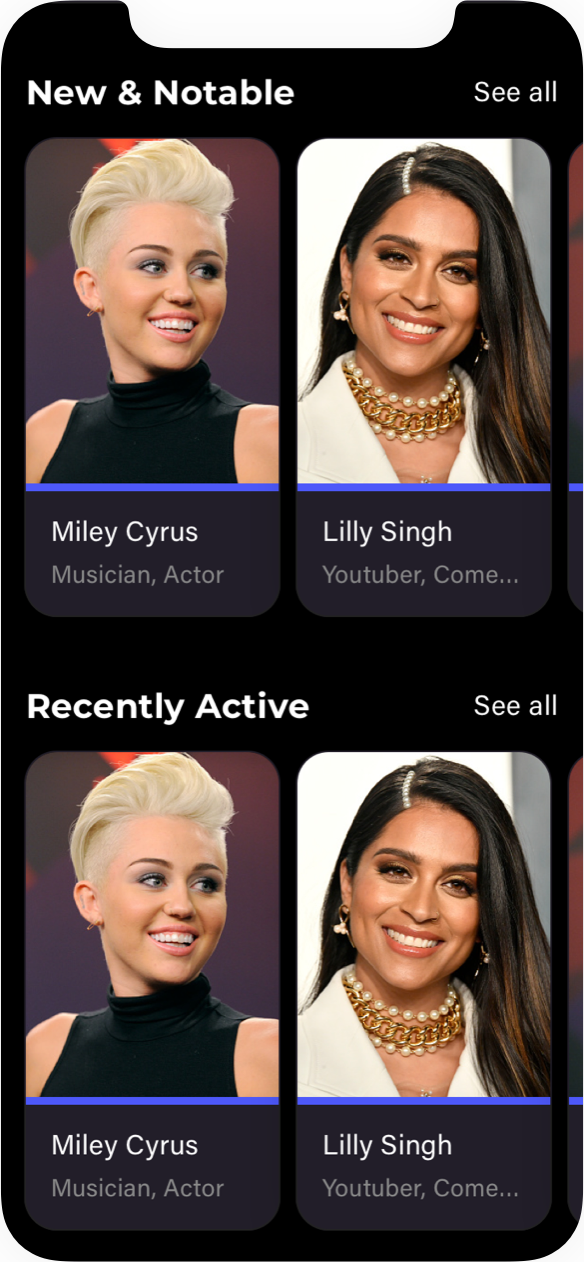 New & Notable See all
Miley Cyrus Lilly Singh
Musician, Actor Youtuber, Come...
Recently Active See all
Miley Cyrus Lilly Singh
Musician, Actor Youtuber, Come...